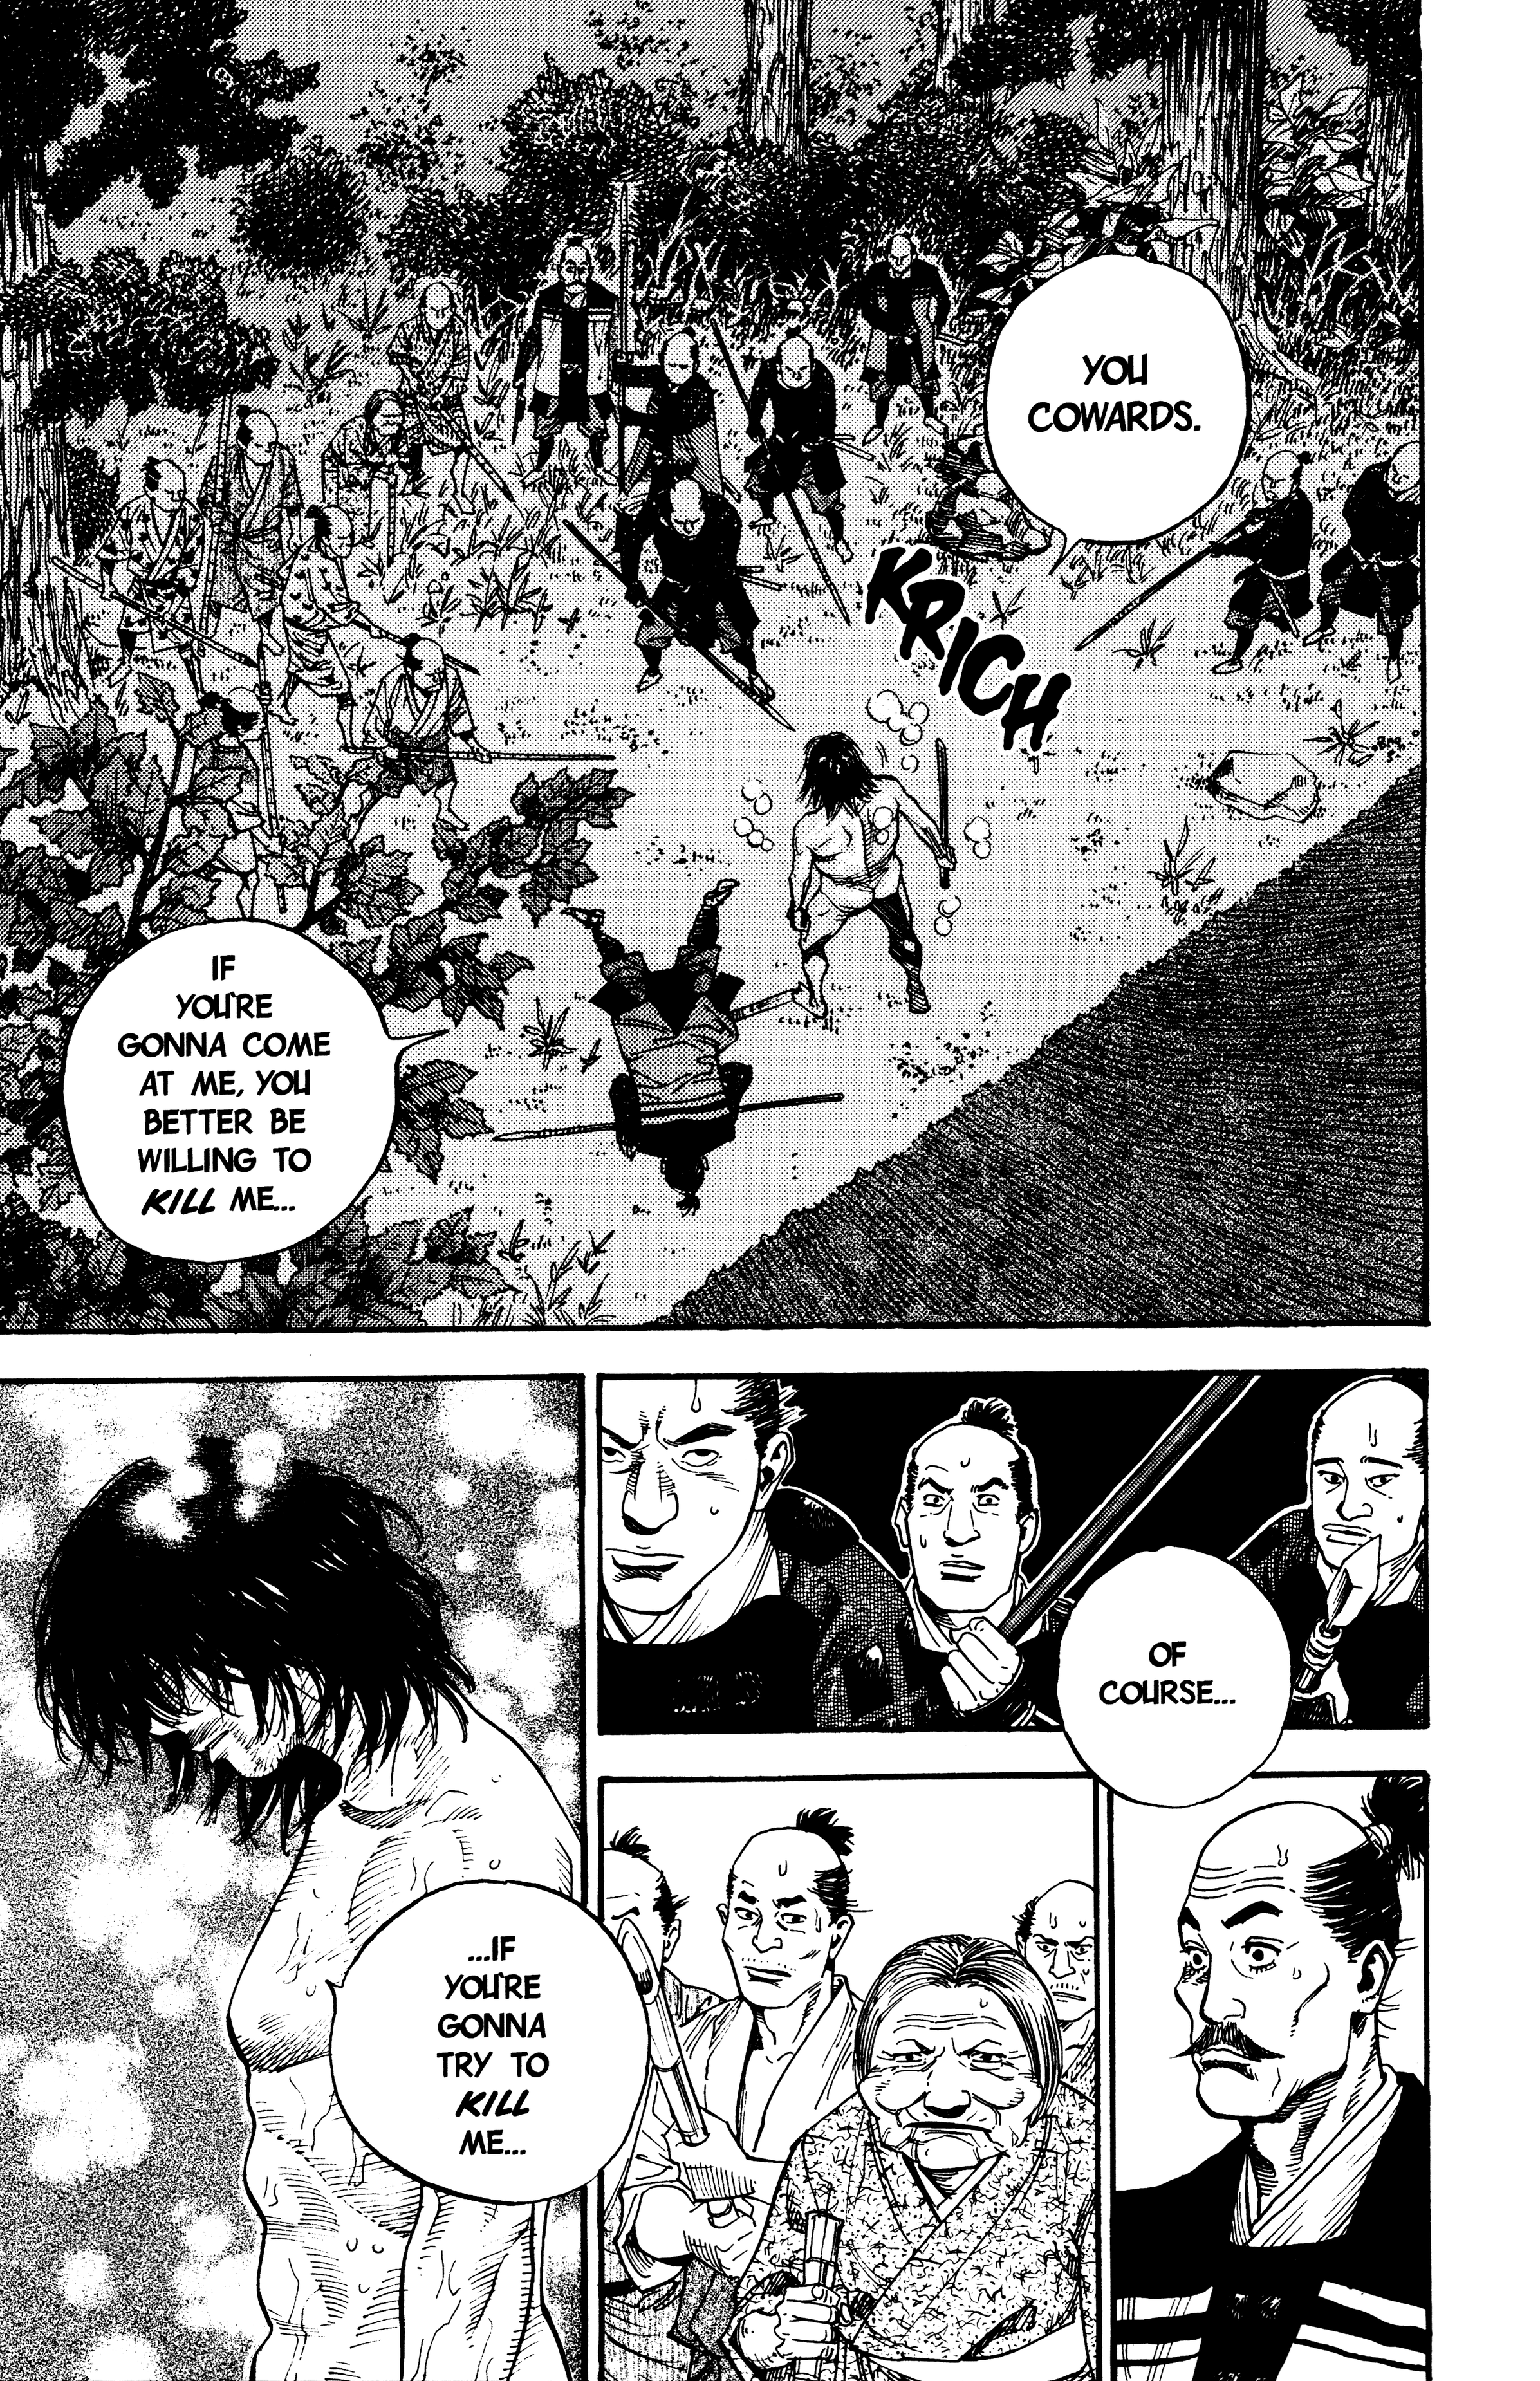 YOU
COWARDS.
KRICH
IF
YOU'RE
GONNA COME
AT ME, YOU
BETTER BE
WILLING TO
KILL ME...
OF
COURSE...
...IF
YOU'RE
GONNA
TRY TO
KILL
ME...